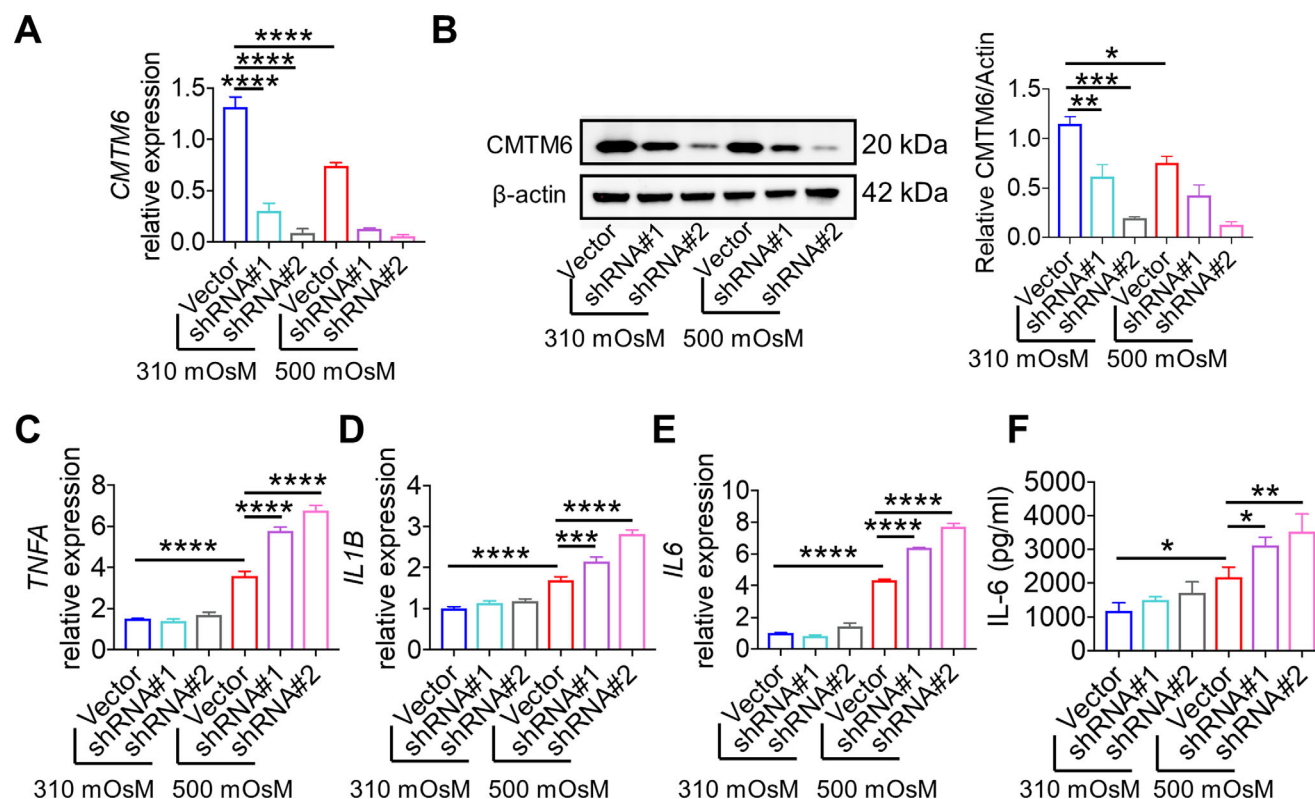 A
CMTM6
relative expression
1.5
1.0
0.5
0.0
****
****
****
Vector
shRNA#1
shRNA#2
Vector
shRNA#1
shRNA#2
310 mOsM 500 mOsM
B
CMTM6
20 kDa
β-actin
42 kDa
Vector
shRNA#1
shRNA#2
Vector
shRNA#1
shRNA#2
310 mOsM 500 mOsM
Relative CMTM6/Actin
1.5
1.0
0.5
0.0
*
***
**
Vector
shRNA#1
shRNA#2
Vector
shRNA#1
shRNA#2
310 mOsM
500 mOsM
C
TNFA
relative expression
8
6
4
2
0
****
****
****
Vector
shRNA#1
shRNA#2
Vector
shRNA#1
shRNA#2
310 mOsM 500 mOsM
D
IL1B
relative expression
4
3
2
1
0
****
****
***
Vector
shRNA#1
shRNA#2
Vector
shRNA#1
shRNA#2
310 mOsM
500 mOsM
E
IL6
relative expression
10
8
6
4
2
0
****
****
****
Vector
shRNA#1
shRNA#2
Vector
shRNA#1
shRNA#2
310 mOsM
500 mOsM
F
IL-6 (pg/ml)
5000
4000
3000
2000
1000
0
**
*
*
Vector
shRNA#1
shRNA#2
Vector
shRNA#1
shRNA#2
310 mOsM
500 mOsM